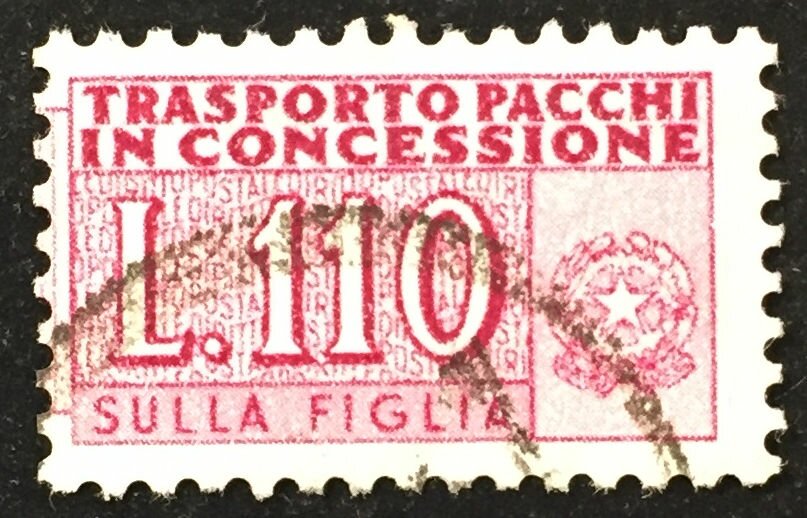 TRASPORTO PACCHI
IN CONCESSIONE
L. 110
SULLA FIGLIA